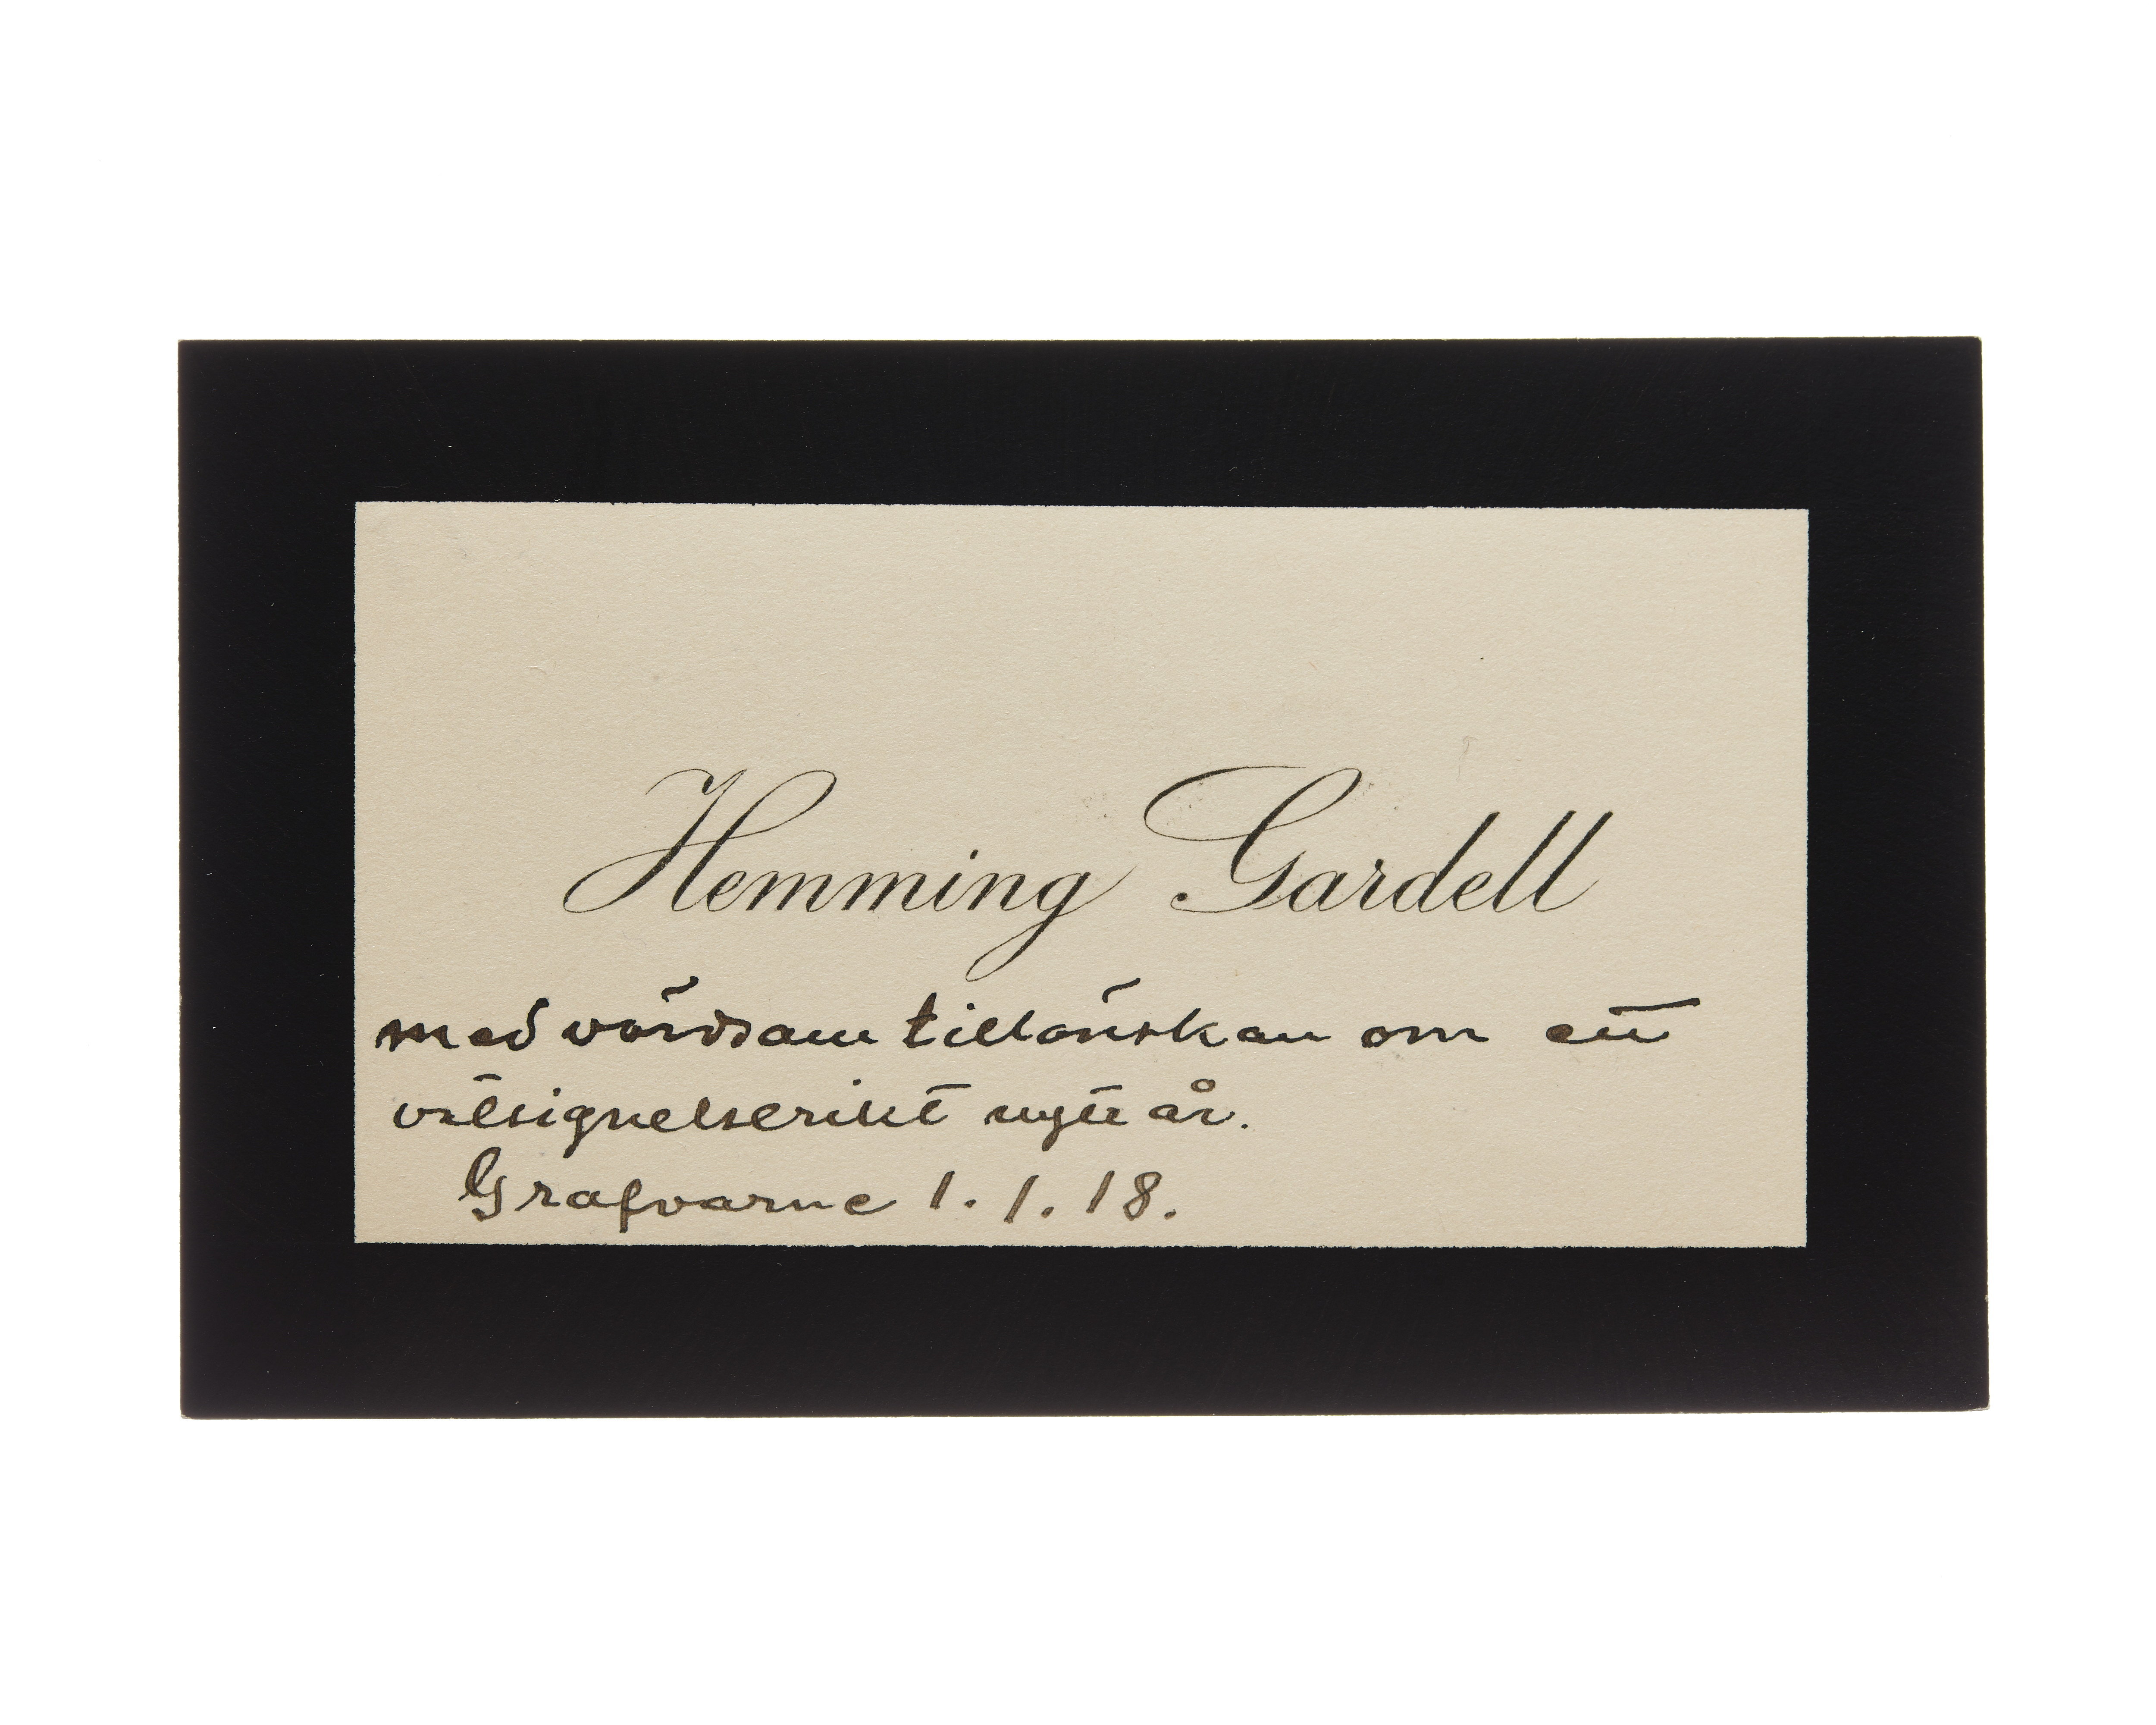 Hemming Gardell
med vördsam tillönskan om ett
välsignelserikt nytt år.
Grafvarne 1.1.18.